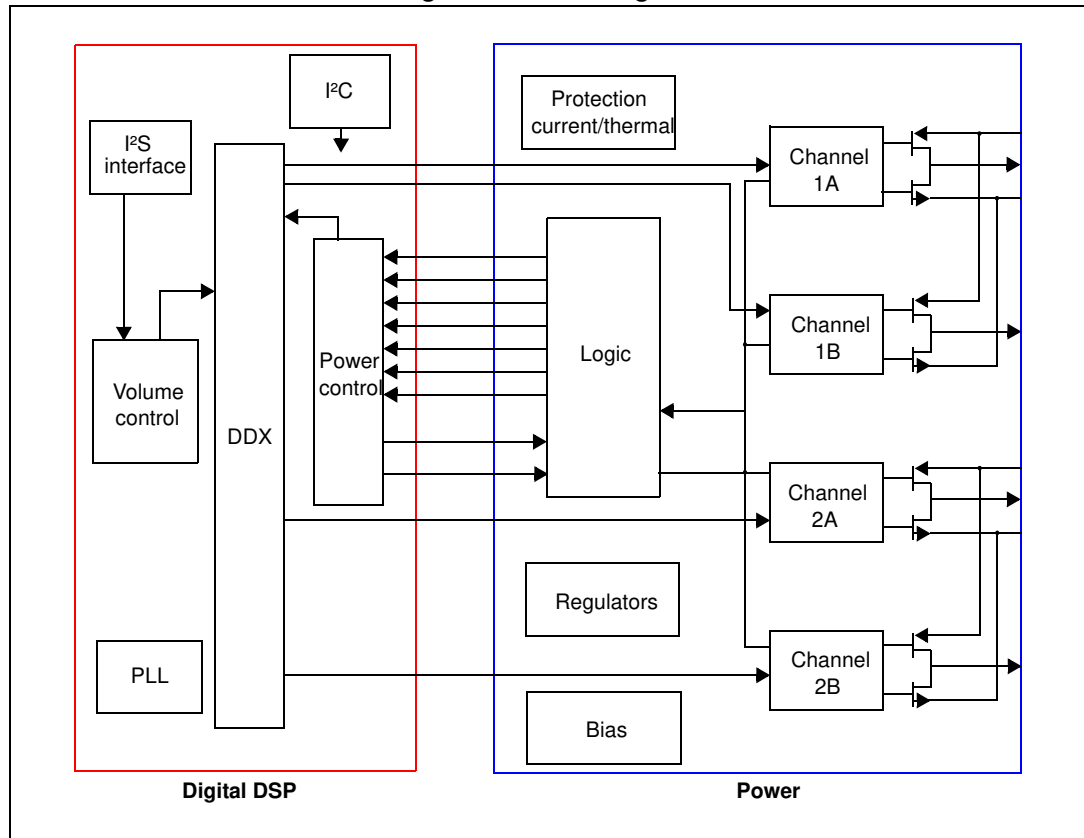 I²C
Protection
current/thermal
I²S
interface
Channel
1A
Channel
1B
Logic
Power
control
Volume
control
DDX
Channel
2A
Regulators
PLL
Channel
2B
Bias
Digital DSP
Power